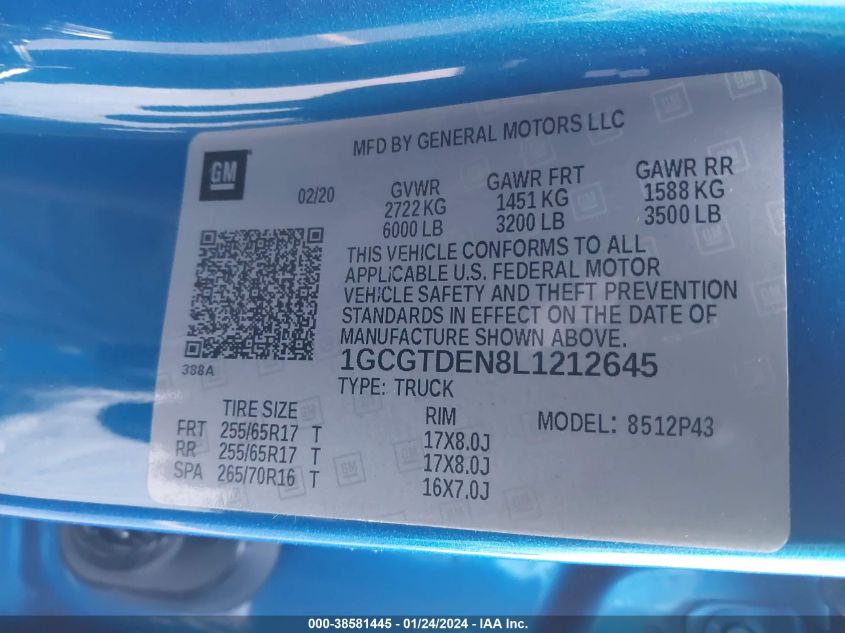 MFD BY GENERAL MOTORS LLC
GM
02/20
GVWR GAWR FRT GAWR RR
2722 KG 1451 KG 1588 KG
6000 LB 3200 LB 3500 LB
THIS VEHICLE CONFORMS TO ALL
APPLICABLE U.S. FEDERAL MOTOR
VEHICLE SAFETY AND THEFT PREVENTION
STANDARDS IN EFFECT ON THE DATE OF
MANUFACTURE SHOWN ABOVE.
388A
1GCGTDEN8L1212645
TYPE: TRUCK
TIRE SIZE RIM MODEL: 8512P43
FRT 255/65R17 T 17X8.0J
RR 255/65R17 T 17X8.0J
SPA 265/70R16 T 16X7.0J
000-38581445 - 01/24/2024 - IAA Inc.